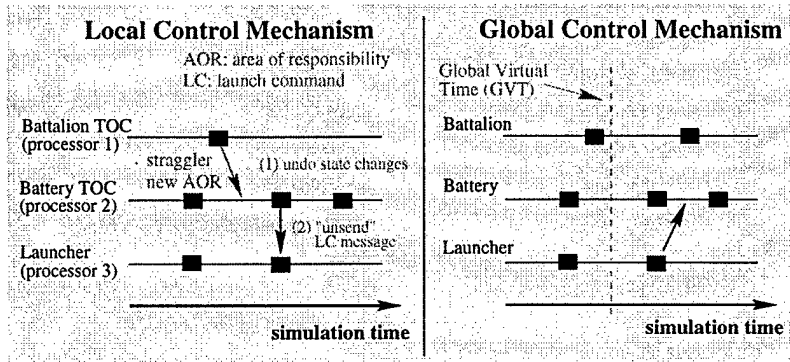 Local Control Mechanism
AOR: area of responsibility
LC: launch command
Battalion TOC
(processor 1)
straggler
new AOR
(1) undo state changes
Battery TOC
(processor 2)
(2) "unsend"
LC message
Launcher
(processor 3)
simulation time
Global Control Mechanism
Global Virtual
Time (GVT)
Battalion
Battery
Launcher
simulation time